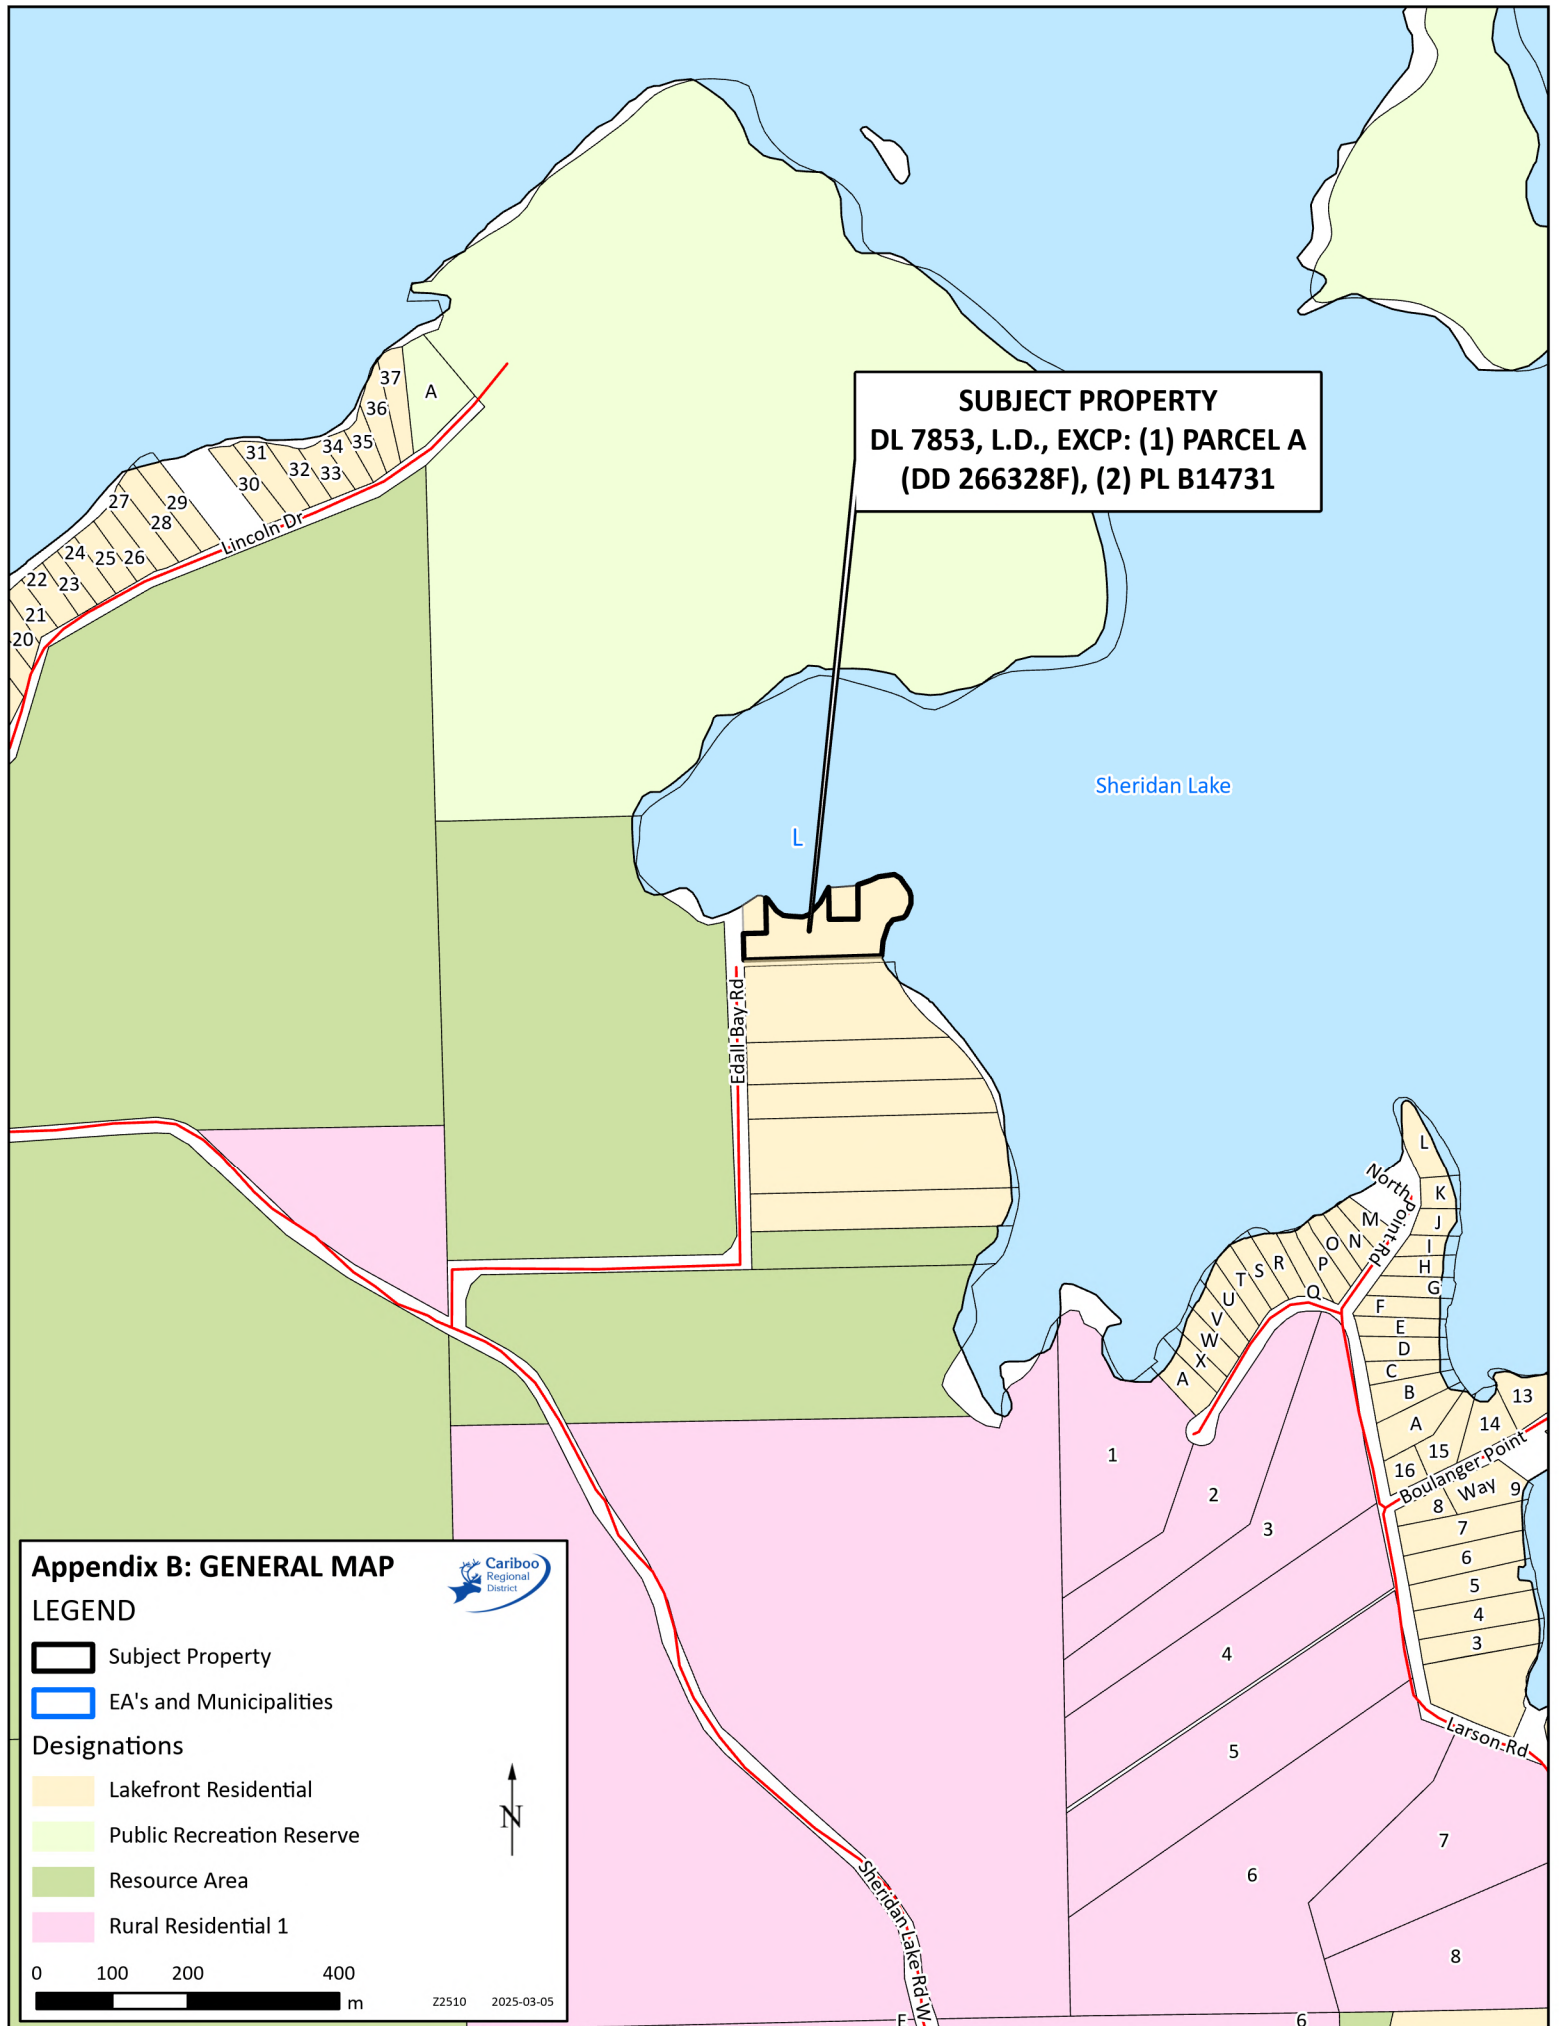 SUBJECT PROPERTY
DL 7853, L.D., EXCP: (1) PARCEL A
(DD 266328F), (2) PL B14731
37
A
36
31
34
35
32
33
30
27
29
28
Lincoln Dr
24
25
26
22
23
21
20
Sheridan Lake
L
Edall Bay Rd
L
North Point Rd
K
M
J
O
N
I
P
H
R
S
T
G
Q
U
F
V
E
W
D
X
C
A
B
13
A
14
1
15
16
Boulanger Point Way
2
8
9
3
7
6
5
4
4
3
5
Larson Rd
7
6
8
Sheridan Lake Rd W
F
6
Appendix B: GENERAL MAP
Cariboo
Regional
District
LEGEND
Subject Property
EA's and Municipalities
Designations
Lakefront Residential
Public Recreation Reserve
Resource Area
Rural Residential 1
N
0 100 200 400
m
Z2510 2025-03-05